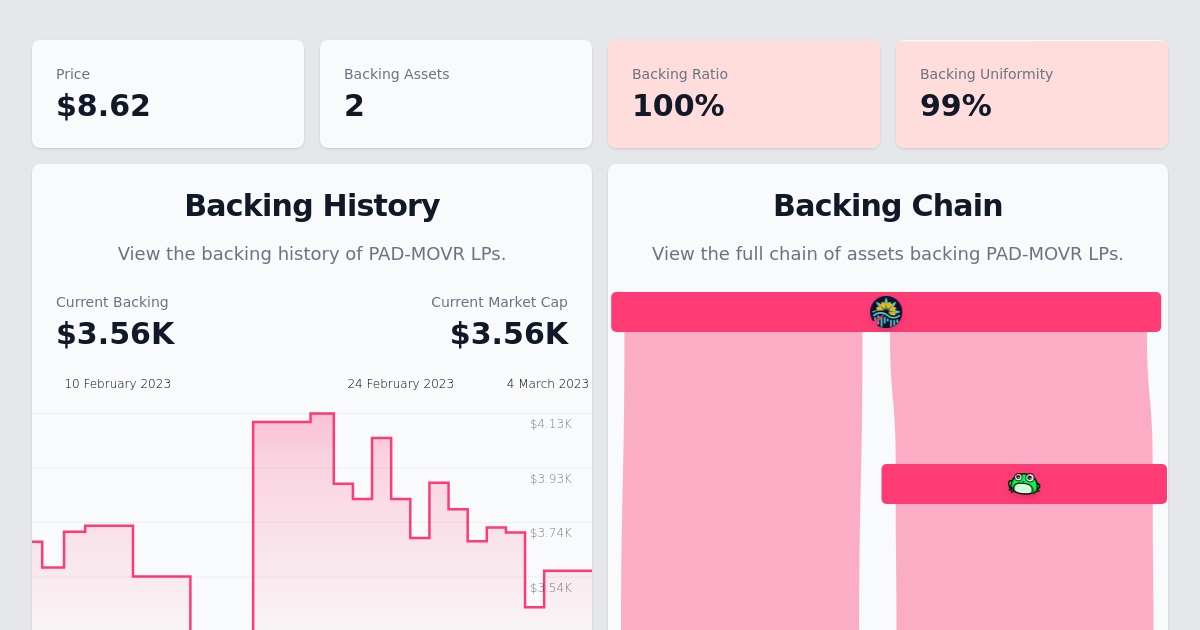 Price
$8.62
Backing Assets
2
Backing Ratio
100%
Backing Uniformity
99%
Backing History
View the backing history of PAD-MOVR LPs.
Current Backing
$3.56K
Current Market Cap
$3.56K
10 February 2023
24 February 2023
4 March 2023
$4.13K
$3.93K
$3.74K
$3.54K
Backing Chain
View the full chain of assets backing PAD-MOVR LPs.